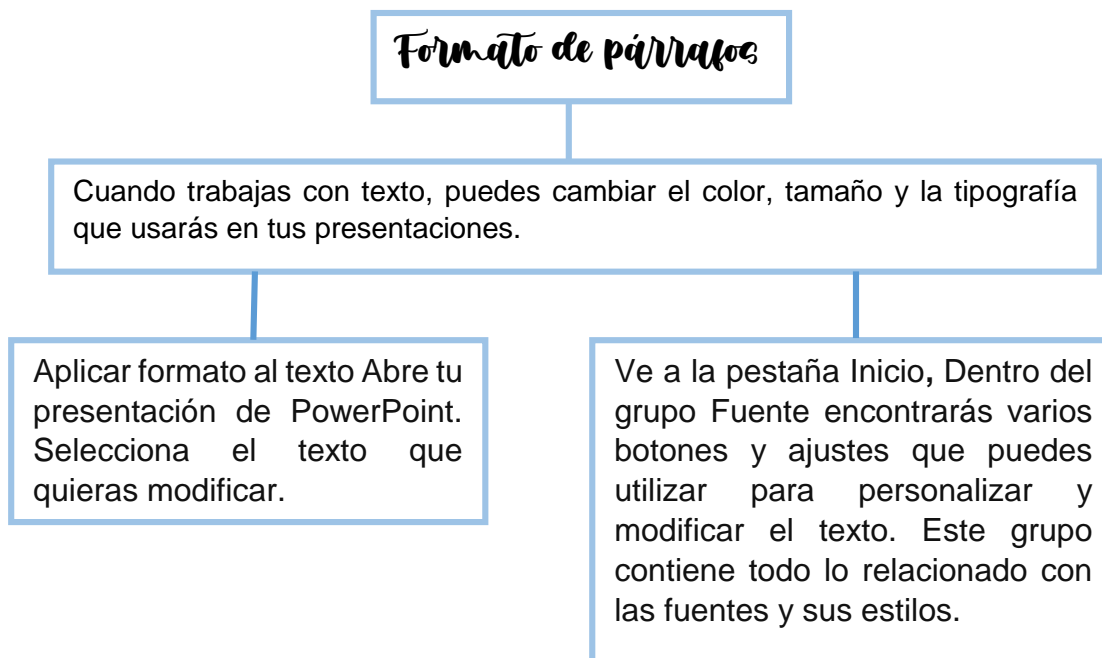 Formato de párrafos
Cuando trabajas con texto, puedes cambiar el color, tamaño y la tipografía
que usarás en tus presentaciones.
Aplicar formato al texto Abre tu
presentación de PowerPoint.
Selecciona el texto que
quieras modificar.
Ve a la pestaña Inicio, Dentro del
grupo Fuente encontrarás varios
botones y ajustes que puedes
utilizar para personalizar y
modificar el texto. Este grupo
contiene todo lo relacionado con
las fuentes y sus estilos.